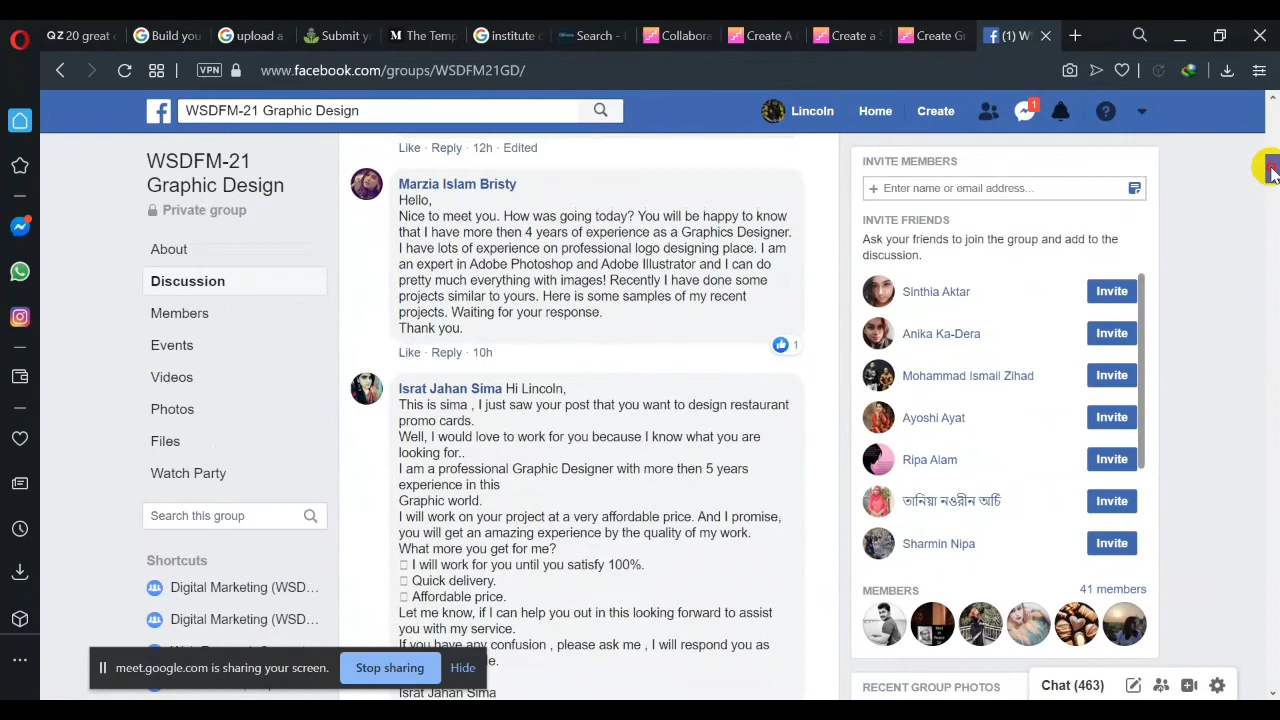 20 great
Build you
upload a
Submit y
The Temp
institute
Search -
Collabora
Create A
Create a
Create Gr
(1) W
VPN
www.facebook.com/groups/WSDFM21GD/
WSDFM-21 Graphic Design
Lincoln
Home
Create
1
WSDFM-21
Graphic Design
Private group
About
Discussion
Members
Events
Videos
Photos
Files
Watch Party
Search this group
Shortcuts
Digital Marketing (WSD...
Digital Marketing (WSD...
Like · Reply · 12h · Edited
Marzia Islam Bristy
Hello,
Nice to meet you. How was going today? You will be happy to know
that I have more then 4 years of experience as a Graphics Designer.
I have lots of experience on professional logo designing place. I am
an expert in Adobe Photoshop and Adobe Illustrator and I can do
pretty much everything with images! Recently I have done some
projects similar to yours. Here is some samples of my recent
projects. Waiting for your response.
Thank you.
1
Like · Reply · 10h
Israt Jahan Sima Hi Lincoln,
This is sima , I just saw your post that you want to design restaurant
promo cards.
Well, I would love to work for you because I know what you are
looking for..
I am a professional Graphic Designer with more then 5 years
experience in this
Graphic world.
I will work on your project at a very affordable price. And I promise,
you will get an amazing experience by the quality of my work.
What more you get for me?
I will work for you until you satisfy 100%.
Quick delivery.
Affordable price.
Let me know, if I can help you out in this looking forward to assist
you with my service.
If you have any confusion , please ask me , I will respond you as
Israt Jahan Sima
meet.google.com is sharing your screen.
Stop sharing
Hide
INVITE MEMBERS
+ Enter name or email address...
INVITE FRIENDS
Ask your friends to join the group and add to the
discussion.
Sinthia Aktar Invite
Anika Ka-Dera Invite
Mohammad Ismail Zihad Invite
Ayoshi Ayat Invite
Ripa Alam Invite
তানিয়া নওরীন অর্চি Invite
Sharmin Nipa Invite
MEMBERS 41 members
RECENT GROUP PHOTOS
Chat (463)